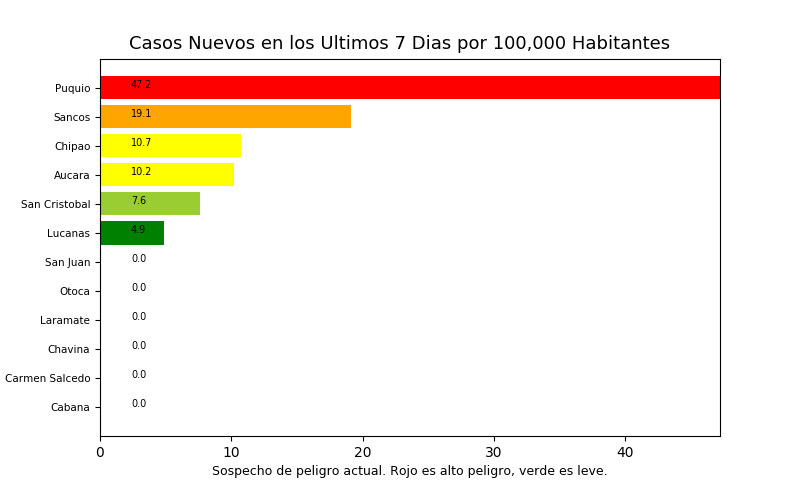 Casos Nuevos en los Ultimos 7 Dias por 100,000 Habitantes
Puquio 47.2
Sancos 19.1
Chipao 10.7
Aucara 10.2
San Cristobal 7.6
Lucanas 4.9
San Juan 0.0
Otoca 0.0
Laramate 0.0
Chavina 0.0
Carmen Salcedo 0.0
Cabana 0.0
0 10 20 30 40
Sospecho de peligro actual. Rojo es alto peligro, verde es leve.